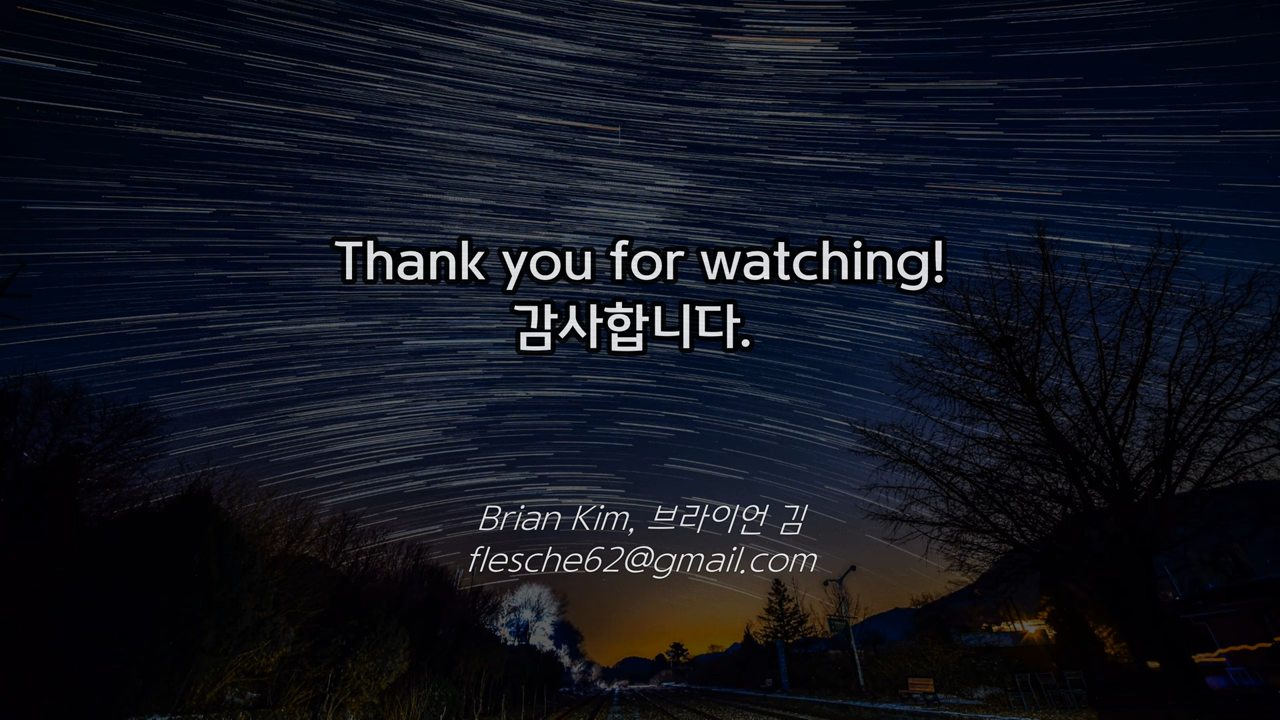 Thank you for watching!
감사합니다.
Brian Kim, 브라이언 김
flesche62@gmail.com